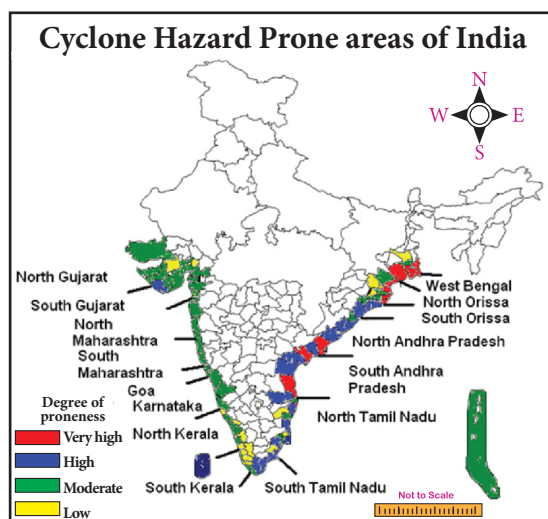 Cyclone Hazard Prone areas of India
N
W E
S
North Gujarat
South Gujarat
North
Maharashtra
South
Maharashtra
Goa
Karnataka
North Kerala
South Kerala
West Bengal
North Orissa
South Orissa
North Andhra Pradesh
South Andhra
Pradesh
North Tamil Nadu
South Tamil Nadu
Degree of
proneness
Very high
High
Moderate
Low
Not to Scale